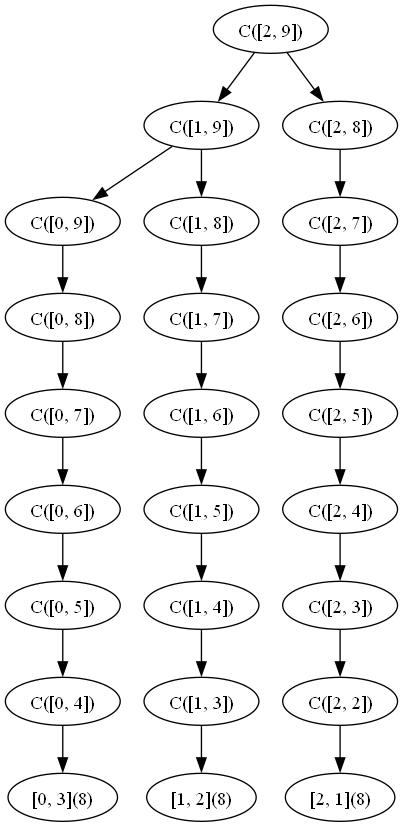 C([2, 9])
C([1, 9]) C([2, 8])
C([0, 9]) C([1, 8]) C([2, 7])
C([0, 8]) C([1, 7]) C([2, 6])
C([0, 7]) C([1, 6]) C([2, 5])
C([0, 6]) C([1, 5]) C([2, 4])
C([0, 5]) C([1, 4]) C([2, 3])
C([0, 4]) C([1, 3]) C([2, 2])
[0, 3](8) [1, 2](8) [2, 1](8)